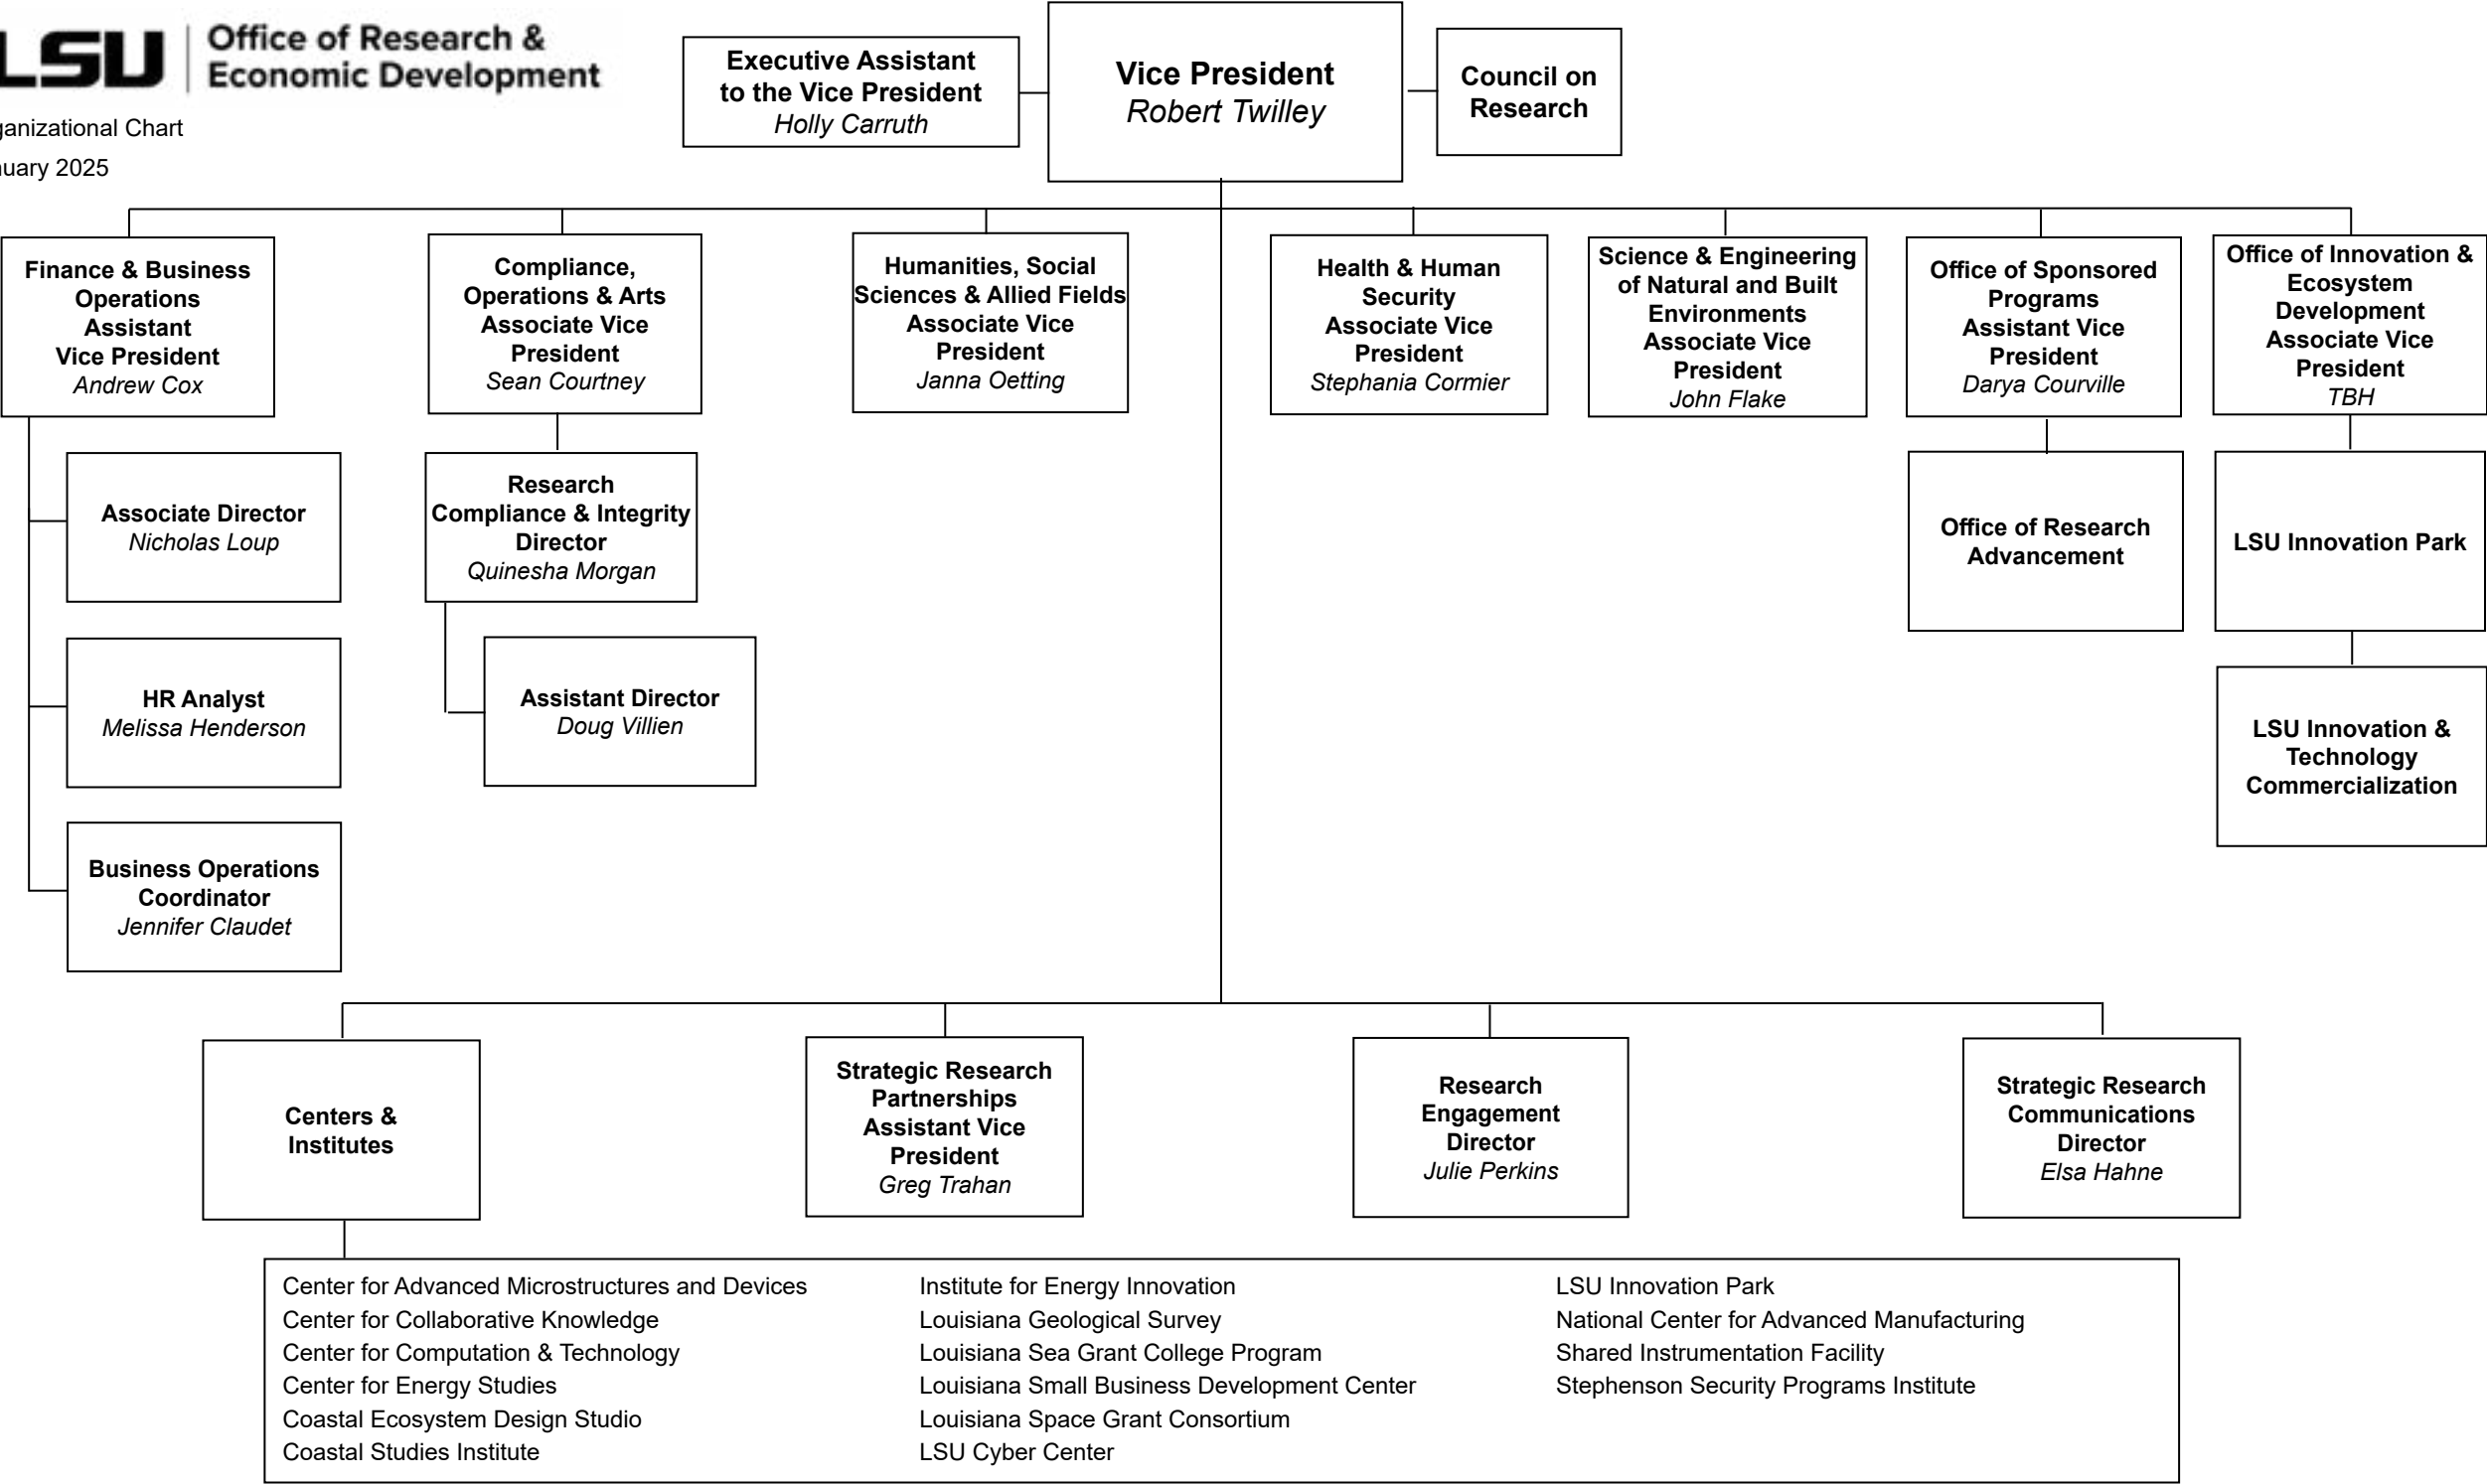 LSU
Office of Research &
Economic Development
ganizational Chart
nuary 2025
Executive Assistant
to the Vice President
Holly Carruth
Vice President
Robert Twilley
Council on
Research
Finance & Business
Operations
Assistant
Vice President
Andrew Cox
Compliance,
Operations & Arts
Associate Vice
President
Sean Courtney
Humanities, Social
Sciences & Allied Fields
Associate Vice
President
Janna Oetting
Health & Human
Security
Associate Vice
President
Stephania Cormier
Science & Engineering
of Natural and Built
Environments
Associate Vice
President
John Flake
Office of Sponsored
Programs
Assistant Vice
President
Darya Courville
Office of Innovation &
Ecosystem
Development
Associate Vice
President
TBH
Associate Director
Nicholas Loup
Research
Compliance & Integrity
Director
Quinesha Morgan
Office of Research
Advancement
LSU Innovation Park
HR Analyst
Melissa Henderson
Assistant Director
Doug Villien
LSU Innovation &
Technology
Commercialization
Business Operations
Coordinator
Jennifer Claudet
Centers &
Institutes
Strategic Research
Partnerships
Assistant Vice
President
Greg Trahan
Research
Engagement
Director
Julie Perkins
Strategic Research
Communications
Director
Elsa Hahne
Center for Advanced Microstructures and Devices
Center for Collaborative Knowledge
Center for Computation & Technology
Center for Energy Studies
Coastal Ecosystem Design Studio
Coastal Studies Institute
Institute for Energy Innovation
Louisiana Geological Survey
Louisiana Sea Grant College Program
Louisiana Small Business Development Center
Louisiana Space Grant Consortium
LSU Cyber Center
LSU Innovation Park
National Center for Advanced Manufacturing
Shared Instrumentation Facility
Stephenson Security Programs Institute